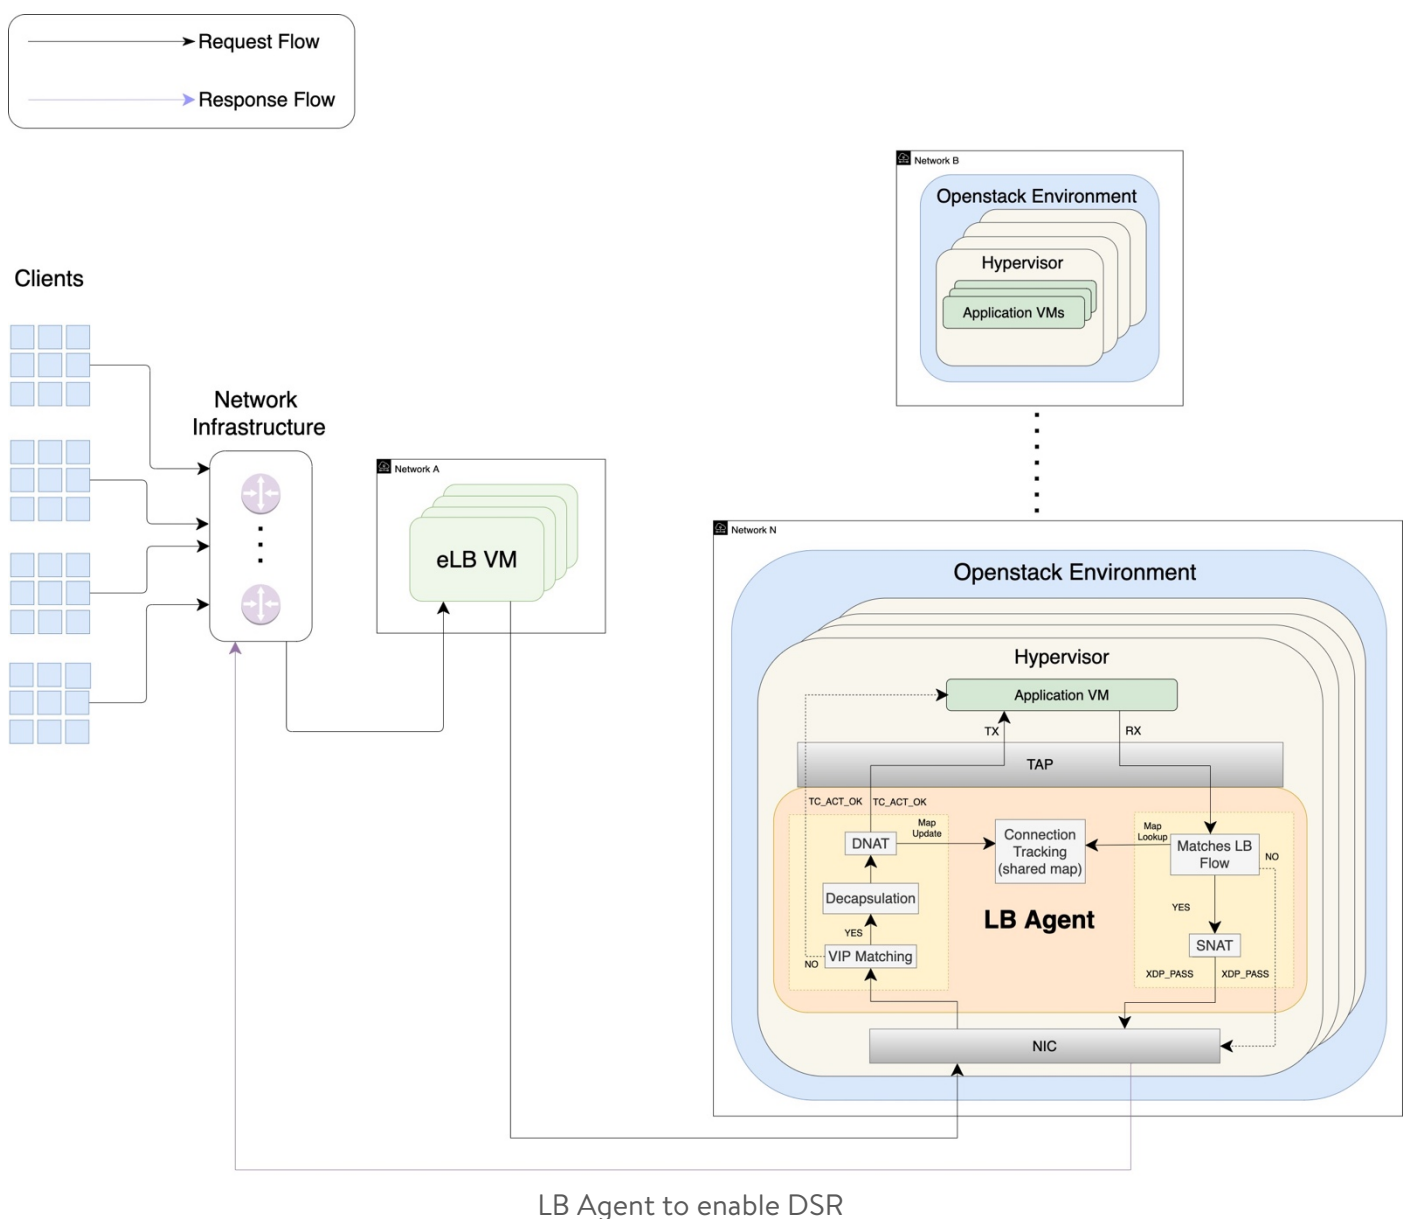 Request Flow
Response Flow
Network B
Openstack Environment
Hypervisor
Application VMs
Clients
Network
Infrastructure
Network A
eLB VM
Network N
Openstack Environment
Hypervisor
Application VM
TX
RX
TAP
TC_ACT_OK
TC_ACT_OK
Map
Update
DNAT
Connection
Tracking
(shared map)
Map
Lookup
Matches LB
Flow
NO
Decapsulation
LB Agent
YES
YES
VIP Matching
NO
SNAT
XDP_PASS
XDP_PASS
NIC
LB Agent to enable DSR